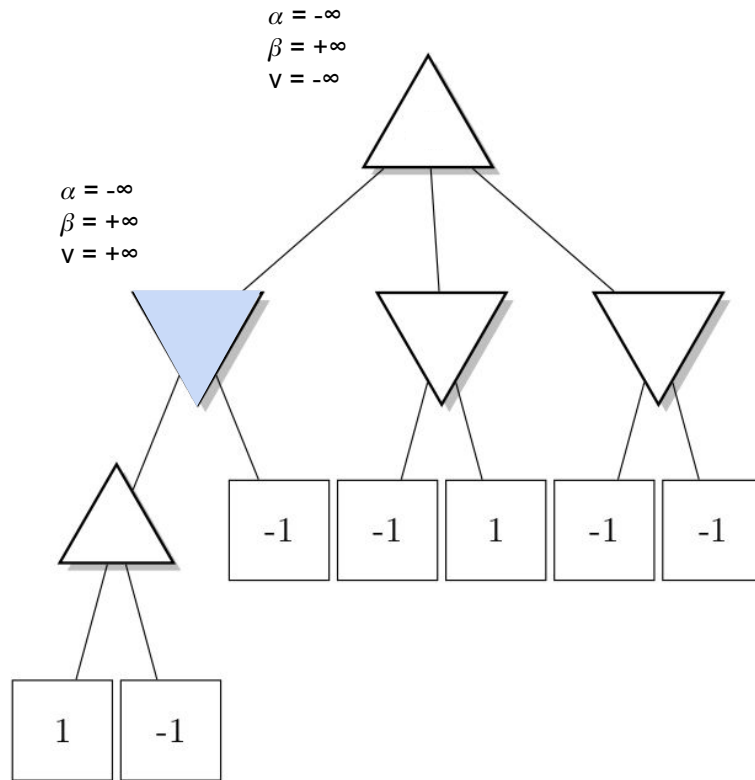 α = -∞
β = +∞
v = -∞
α = -∞
β = +∞
v = +∞
-1
-1
1
-1
-1
1
-1